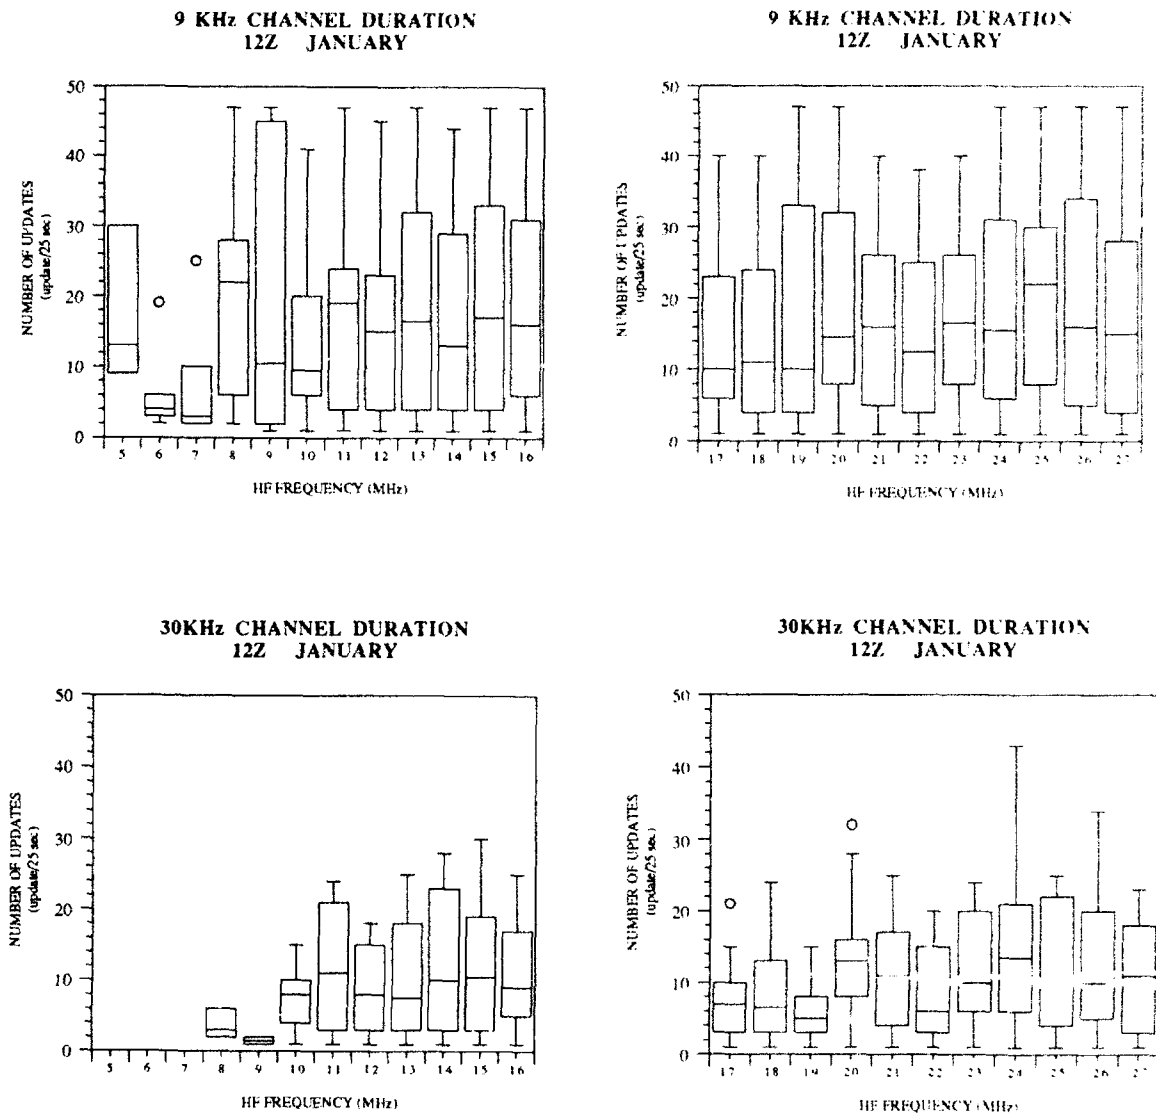 9 KHz CHANNEL DURATION
12Z JANUARY
NUMBER OF UPDATES
(update/25 sec)
50
40
30
20
10
0
5 6 7 8 9 10 11 12 13 14 15 16
HF FREQUENCY (MHz)
9 KHz CHANNEL DURATION
12Z JANUARY
NUMBER OF UPDATES
(update/25 sec)
50
40
30
20
10
0
17 18 19 20 21 22 23 24 25 26 27
HF FREQUENCY (MHz)
30KHz CHANNEL DURATION
12Z JANUARY
NUMBER OF UPDATES
(update/25 sec)
50
40
30
20
10
0
5 6 7 8 9 10 11 12 13 14 15 16
HF FREQUENCY (MHz)
30KHz CHANNEL DURATION
12Z JANUARY
NUMBER OF UPDATES
(update/25 sec)
50
40
30
20
10
0
17 18 19 20 21 22 23 24 25 26 27
HF FREQUENCY (MHz)